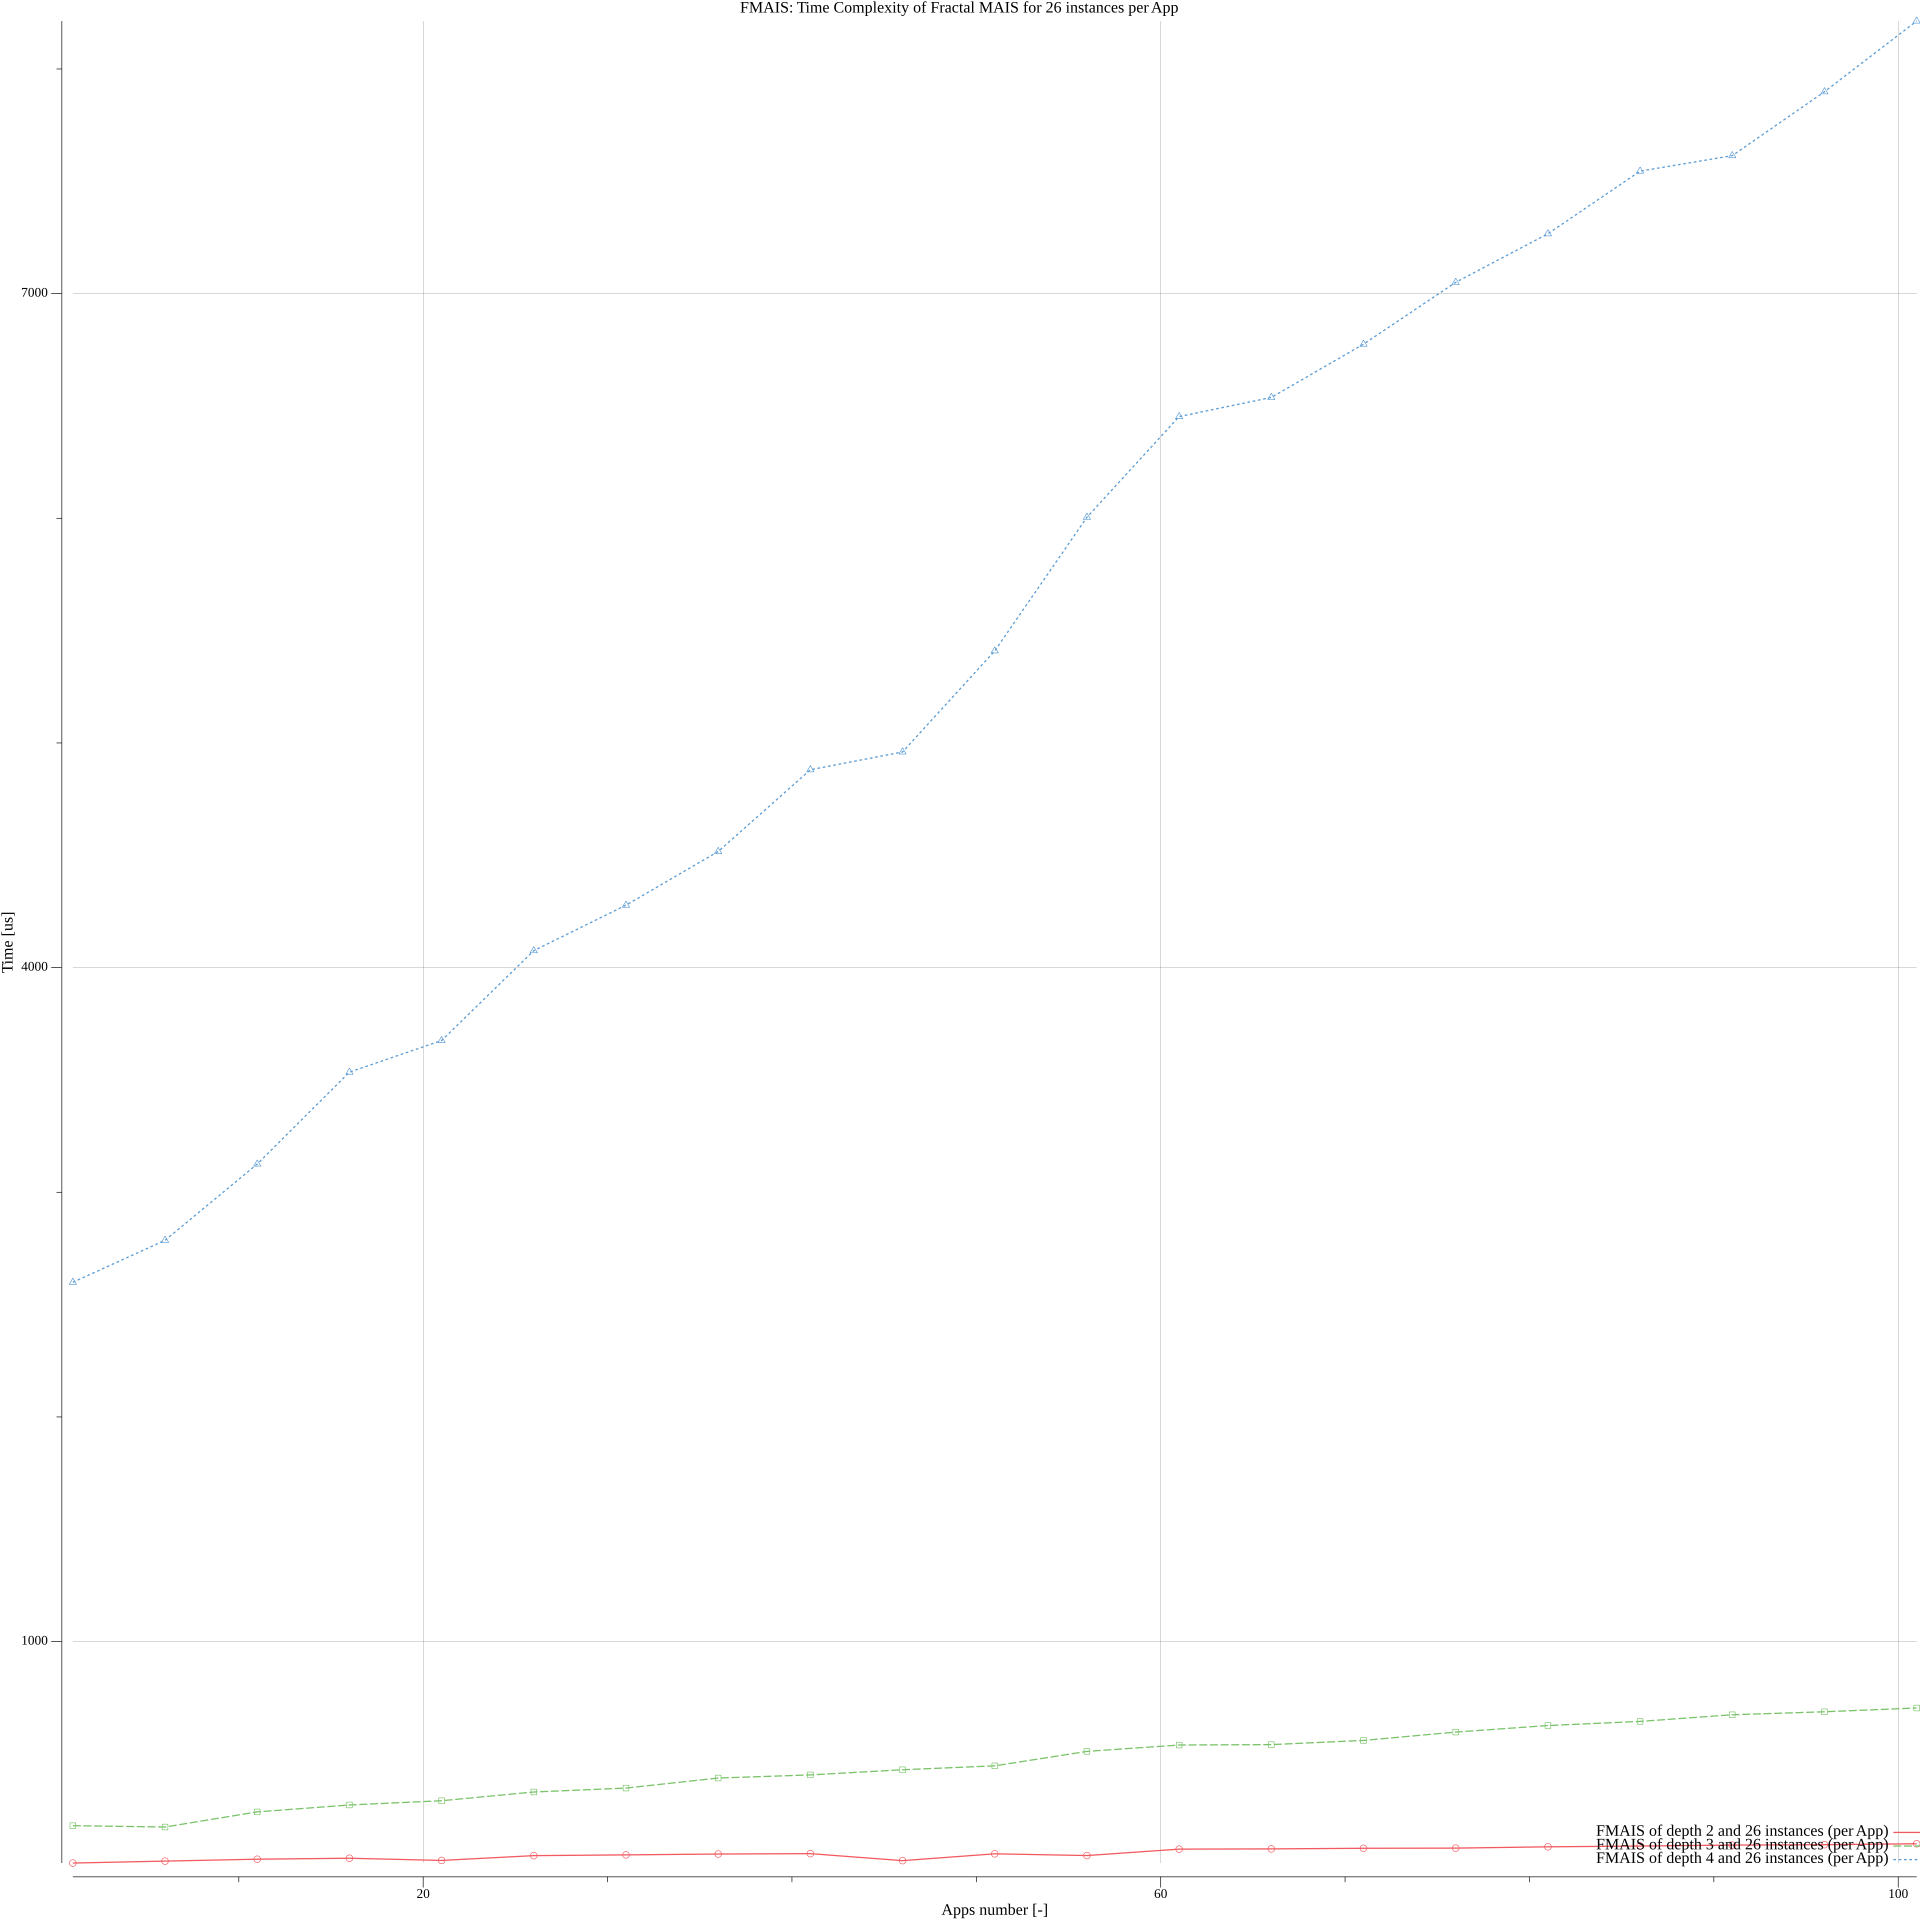 FMAIS: Time Complexity of Fractal MAIS for 26 instances per App
7000
Time [us]
4000
1000
FMAIS of depth 2 and 26 instances (per App)
FMAIS of depth 3 and 26 instances (per App)
FMAIS of depth 4 and 26 instances (per App)
20
60
100
Apps number [-]